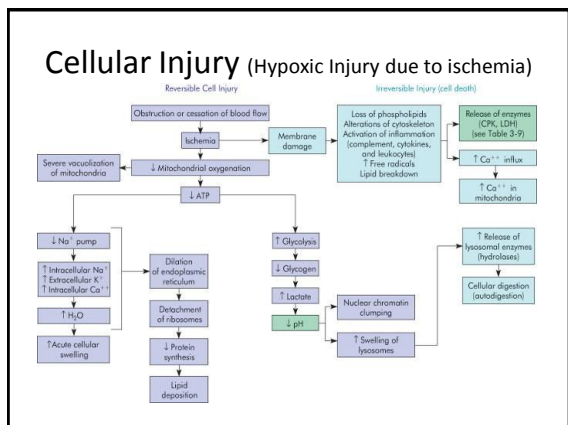 Cellular Injury (Hypoxic Injury due to ischemia)
Reversible Cell Injury
Irreversible Injury (cell death)
Obstruction or cessation of blood flow
Ischemia
Membrane
damage
Loss of phospholipids
Alterations of cytoskeleton
Activation of inflammation
(complement, cytokines,
and leukocytes)
↑ Free radicals
Lipid breakdown
Release of enzymes
(CPK, LDH)
(see Table 3-9)
↑ Ca++ influx
↑ Ca++ in
mitochondria
Severe vacuolization
of mitochondria
↓ Mitochondrial oxygenation
↓ ATP
↓ Na+ pump
↑ Intracellular Na+
↑ Extracellular K+
↑ Intracellular Ca++
↑ H2O
↑ Acute cellular
swelling
Dilation
of endoplasmic
reticulum
Detachment
of ribosomes
↓ Protein
synthesis
Lipid
deposition
↑ Glycolysis
↓ Glycogen
↑ Lactate
↓ pH
Nuclear chromatin
clumping
↑ Swelling of
lysosomes
↑ Release of
lysosomal enzymes
(hydrolases)
Cellular digestion
(autodigestion)